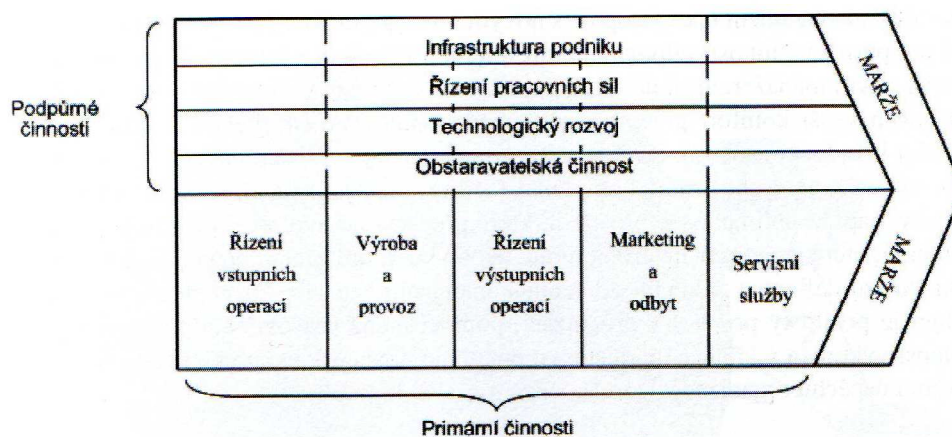 Infrastruktura podniku
Řízení pracovních sil
Podpůrné
činnosti
Technologický rozvoj
Obstaravatelská činnost
MARŽE
Řízení
vstupních
operací
Výroba
a
provoz
Řízení
výstupních
operací
Marketing
a
odbyt
Servisní
služby
MARŽE
Primární činnosti